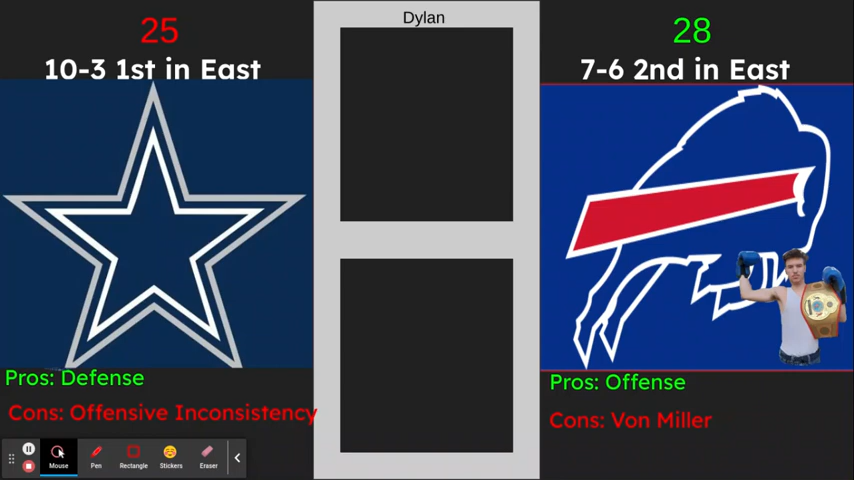 Dylan
25
10-3 1st in East
Pros: Defense
Cons: Offensive Inconsistency
28
7-6 2nd in East
Pros: Offense
Cons: Von Miller
Mouse
Pen
Rectangle
Stickers
Eraser